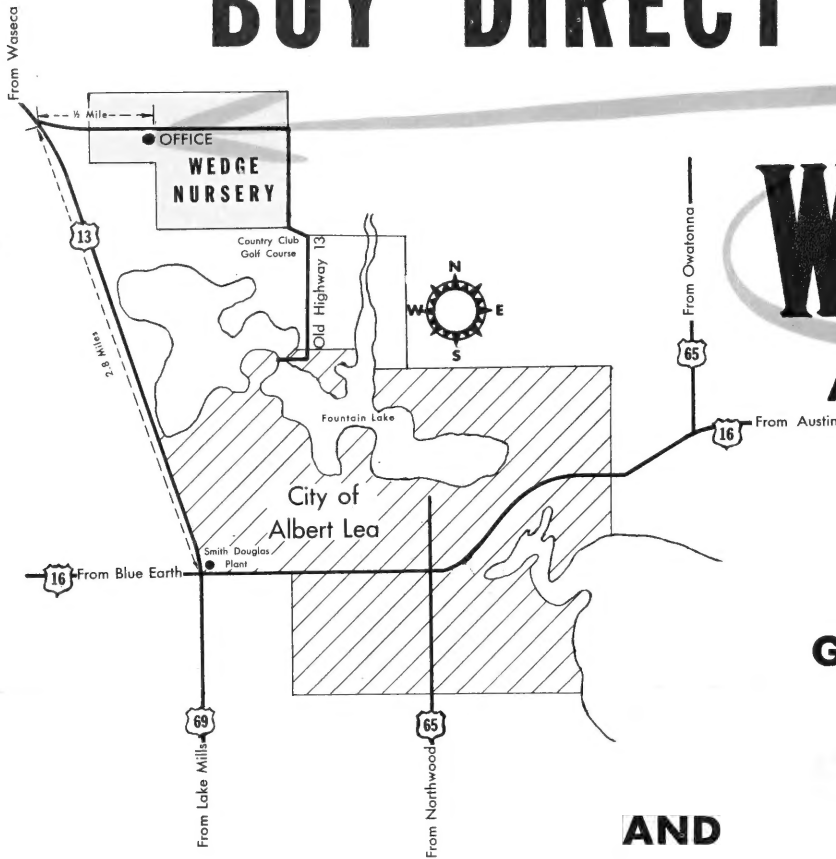 BUY DIRECT
From Waseca
½ Mile
OFFICE
WEDGE
NURSERY
13
Country Club
Golf Course
Old Highway 13
N
W E
S
From Owatonna
65
W
A
16 From Austin
2.8 Miles
Fountain Lake
City of
Albert Lea
Smith Douglas
Plant
16 From Blue Earth
G
69
65
From Lake Mills
From Northwood
AND